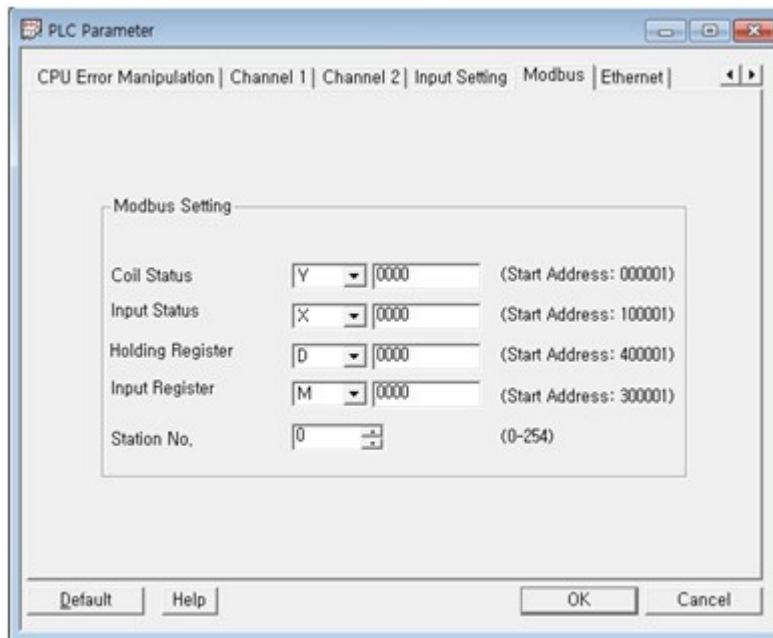 PLC Parameter
CPU Error Manipulation Channel 1 Channel 2 Input Setting Modbus Ethernet
Modbus Setting
Coil Status Y 0000 (Start Address: 000001)
Input Status X 0000 (Start Address: 100001)
Holding Register D 0000 (Start Address: 400001)
Input Register M 0000 (Start Address: 300001)
Station No. 0 (0-254)
Default Help OK Cancel